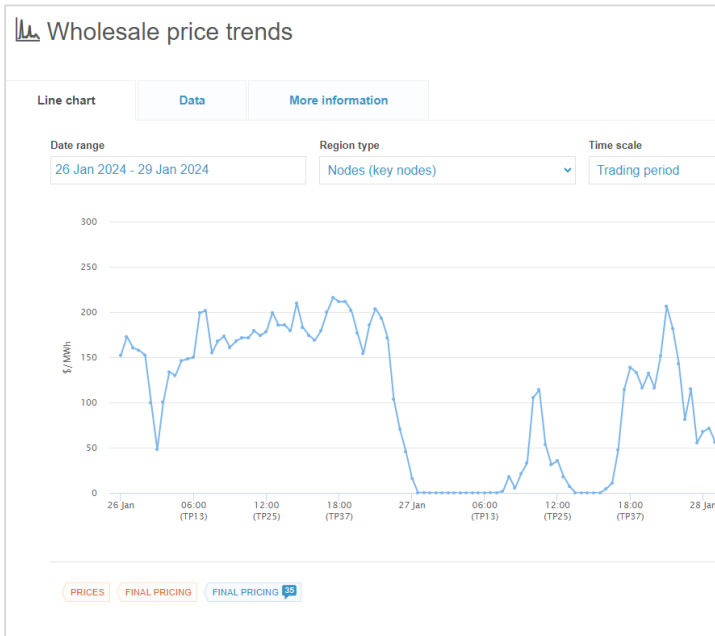 Wholesale price trends
Line chart Data More information
Date range Region type Time scale
26 Jan 2024 - 29 Jan 2024 Nodes (key nodes) Trading period
300
250
200
150
100
50
0
$/MWh
26 Jan 06:00 12:00 18:00 27 Jan 06:00 12:00 18:00 28 Jan
(TP13) (TP25) (TP37) (TP13) (TP25) (TP37)
PRICES FINAL PRICING FINAL PRICING 35